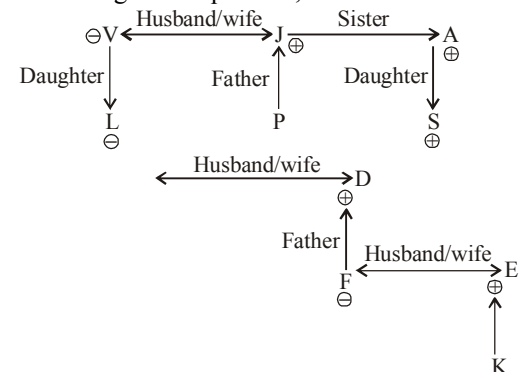 Husband/wife Sister
⊖V J A
⊕ ⊕
Daughter Father Daughter
L P S
⊖ ⊕
Husband/wife
D
⊕
Father Husband/wife
F E
⊖ ⊕
K